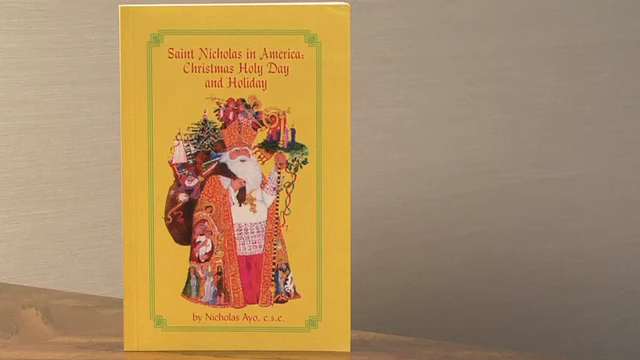 Saint Nicholas in America:
Christmas Holy Day
and Holiday
by Nicholas Ayo, c.s.c.